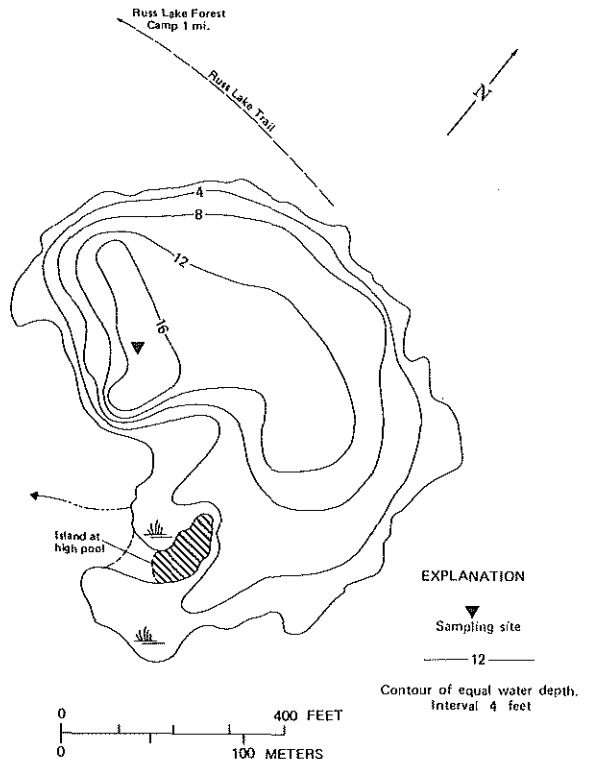 Russ Lake Forest
Camp 1 mi.
Russ Lake Trail
N
4
8
12
16
Island at
high pool
EXPLANATION
Sampling site
12
Contour of equal water depth.
Interval 4 feet
0 400 FEET
0 100 METERS